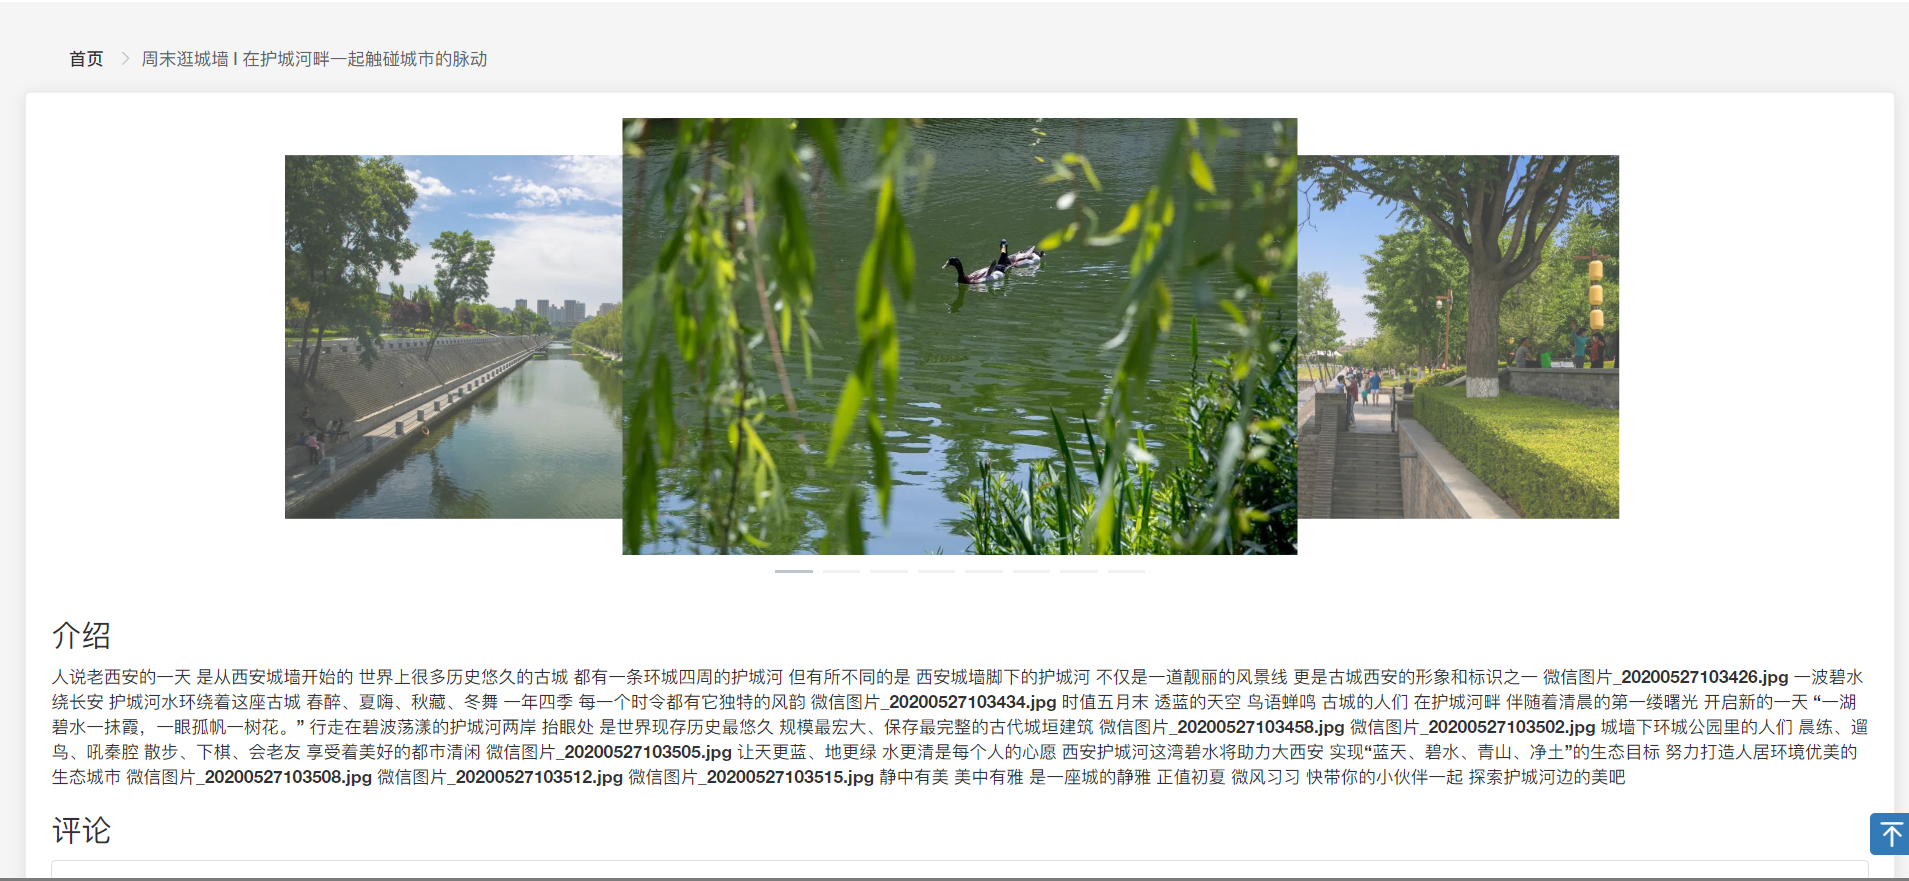 首页 > 周末逛城墙 I 在护城河畔一起触碰城市的脉动
介绍
人说老西安的一天 是从西安城墙开始的 世界上很多历史悠久的古城 都有一条环城四周的护城河 但有所不同的是 西安城墙脚下的护城河 不仅是一道靓丽的风景线 更是古城西安的形象和标识之一 微信图片_20200527103426.jpg 一波碧水
绕长安 护城河水环绕着这座古城 春醉、夏嗨、秋藏、冬舞 一年四季 每一个时令都有它独特的风韵 微信图片_20200527103434.jpg 时值五月末 透蓝的天空 鸟语蝉鸣 古城的人们 在护城河畔 伴随着清晨的第一缕曙光 开启新的一天 “一湖
碧水一抹霞，一眼孤帆一树花。” 行走在碧波荡漾的护城河两岸 抬眼处 是世界现存历史最悠久 规模最宏大、保存最完整的古代城垣建筑 微信图片_20200527103458.jpg 微信图片_20200527103502.jpg 城墙下环城公园里的人们 晨练、遛
鸟、吼秦腔 散步、下棋、会老友 享受着美好的都市清闲 微信图片_20200527103505.jpg 让天更蓝、地更绿 水更清是每个人的心愿 西安护城河这湾碧水将助力大西安 实现“蓝天、碧水、青山、净土”的生态目标 努力打造人居环境优美的
生态城市 微信图片_20200527103508.jpg 微信图片_20200527103512.jpg 微信图片_20200527103515.jpg 静中有美 美中有雅 是一座城的静雅 正值初夏 微风习习 快带你的小伙伴一起 探索护城河边的美吧
评论